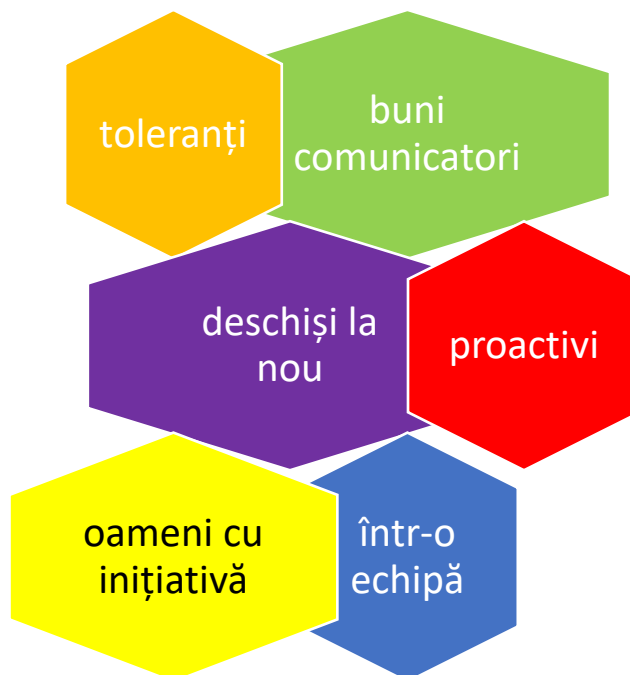 toleranți
buni
comunicatori
deschiși la
nou
proactivi
oameni cu
inițiativă
într-o
echipă